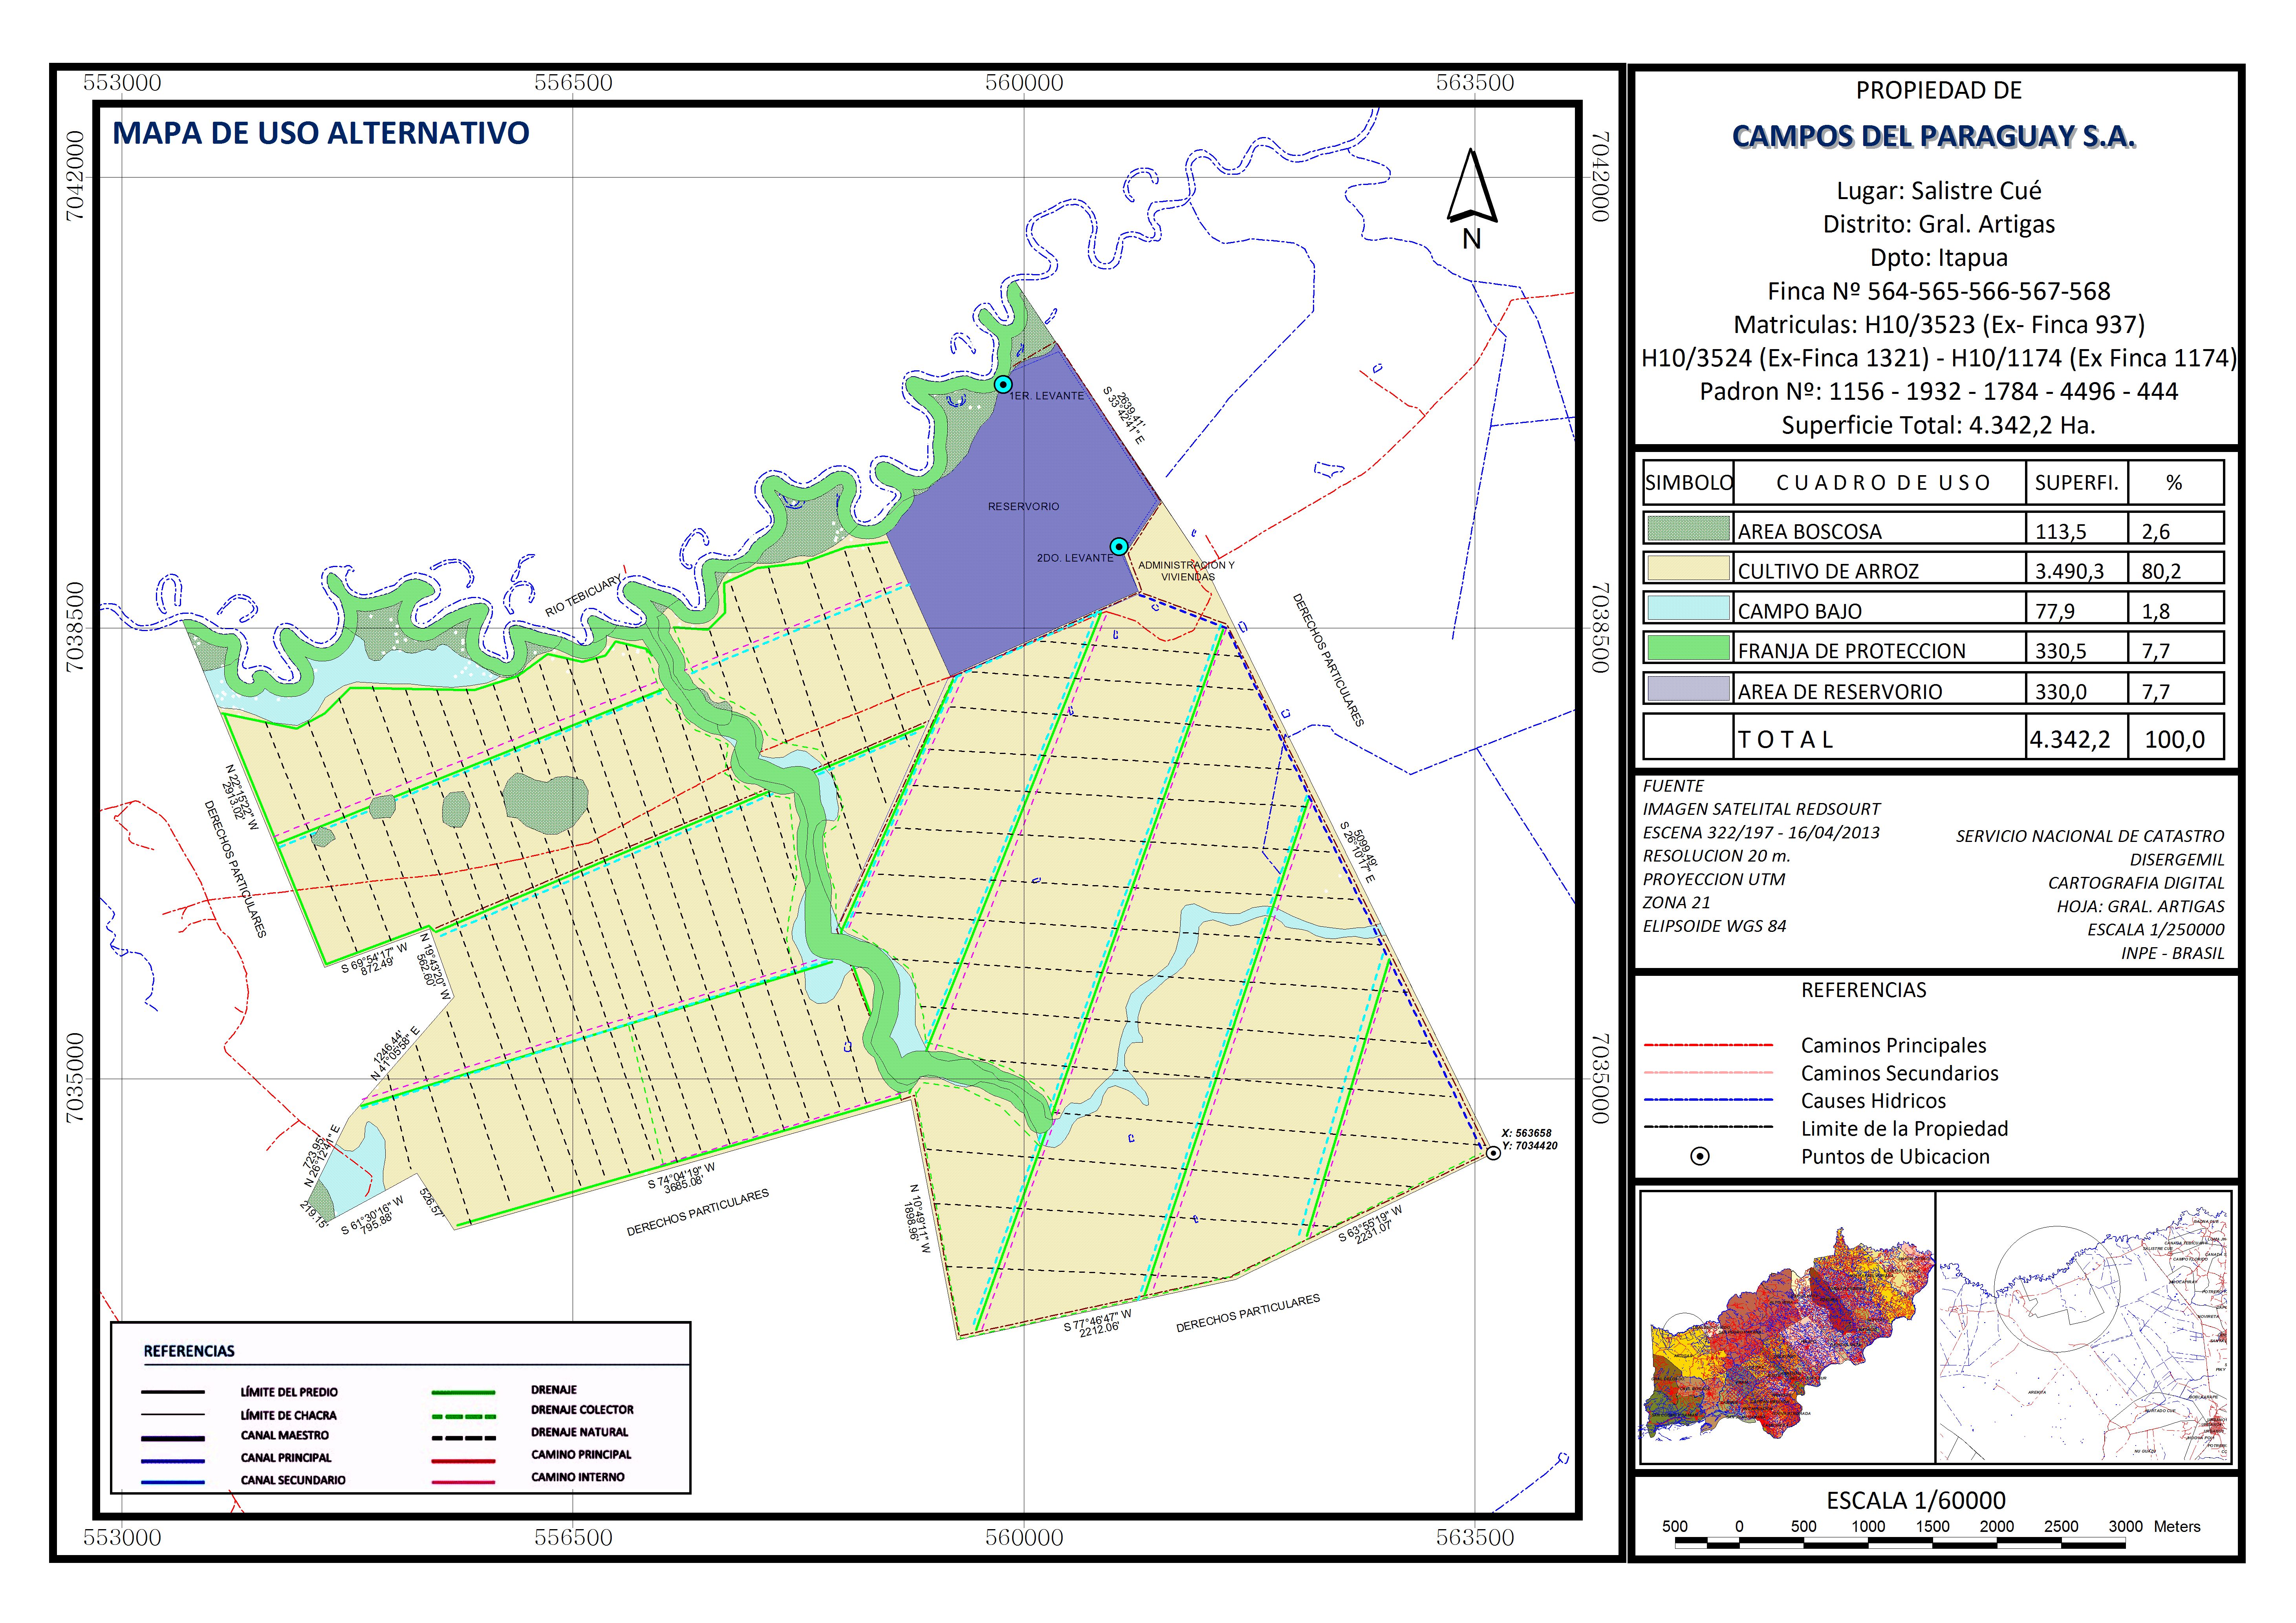 553000
556500
560000
563500
MAPA DE USO ALTERNATIVO
7042000
7042000
N
1ER. LEVANTE
2639.41'
S 33°42'41" E
RESERVORIO
2DO. LEVANTE
ADMINISTRACIÓN Y
VIVIENDAS
RIO TEBICUARY
7038500
7038500
DERECHOS PARTICULARES
N 22°15'22" W
2913.02'
DERECHOS PARTICULARES
5099.49'
S 26°10'17" E
S 69°54'17" W
872.49'
N 19°43'20" W
562.60'
1246.44'
N 41°05'58" E
7035000
7035000
723.95'
N 26°12'41" E
219.15'
S 61°30'16" W
795.88'
526.57'
S 74°04'19" W
3685.08'
DERECHOS PARTICULARES
N 10°49'11" W
1898.96'
X: 563658
Y: 7034420
S 63°55'19" W
2231.07'
S 77°46'47" W
2212.06'
DERECHOS PARTICULARES
REFERENCIAS
LÍMITE DEL PREDIO
LÍMITE DE CHACRA
CANAL MAESTRO
CANAL PRINCIPAL
CANAL SECUNDARIO
DRENAJE
DRENAJE COLECTOR
DRENAJE NATURAL
CAMINO PRINCIPAL
CAMINO INTERNO
553000
556500
560000
563500
PROPIEDAD DE
CAMPOS DEL PARAGUAY S.A.
Lugar: Salistre Cué
Distrito: Gral. Artigas
Dpto: Itapua
Finca Nº 564-565-566-567-568
Matriculas: H10/3523 (Ex- Finca 937)
H10/3524 (Ex-Finca 1321) - H10/1174 (Ex Finca 1174)
Padron Nº: 1156 - 1932 - 1784 - 4496 - 444
Superficie Total: 4.342,2 Ha.
SIMBOLO C U A D R O D E U S O SUPERFI. %
AREA BOSCOSA 113,5 2,6
CULTIVO DE ARROZ 3.490,3 80,2
CAMPO BAJO 77,9 1,8
FRANJA DE PROTECCION 330,5 7,7
AREA DE RESERVORIO 330,0 7,7
T O T A L 4.342,2 100,0
FUENTE
IMAGEN SATELITAL REDSOURT
ESCENA 322/197 - 16/04/2013
RESOLUCION 20 m.
PROYECCION UTM
ZONA 21
ELIPSOIDE WGS 84
SERVICIO NACIONAL DE CATASTRO
DISERGEMIL
CARTOGRAFIA DIGITAL
HOJA: GRAL. ARTIGAS
ESCALA 1/250000
INPE - BRASIL
REFERENCIAS
Caminos Principales
Caminos Secundarios
Causes Hidricos
Limite de la Propiedad
Puntos de Ubicacion
ESCALA 1/60000
500 0 500 1000 1500 2000 2500 3000 Meters